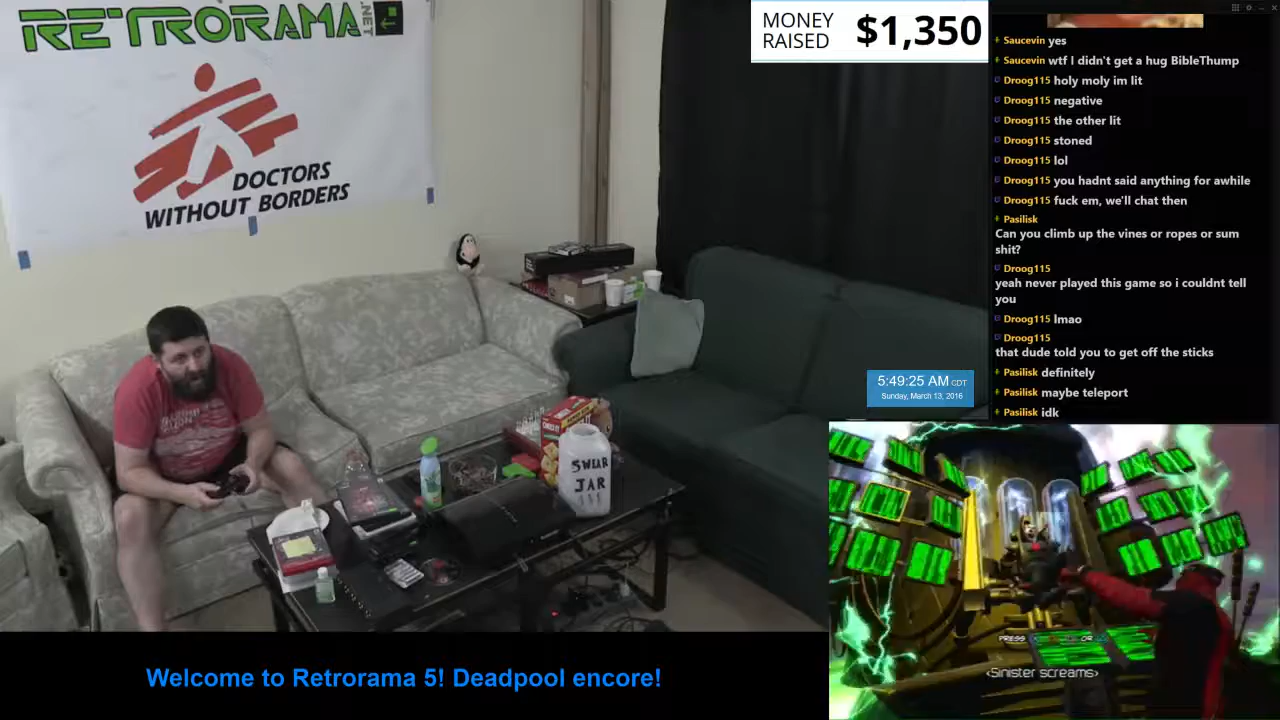 RETRORAMA
.NET
DOCTORS
WITHOUT BORDERS
MONEY
RAISED
$1,350
Saucevin yes
Saucevin wtf I didn't get a hug BibleThump
Droog115 holy moly im lit
Droog115 negative
Droog115 the other lit
Droog115 stoned
Droog115 lol
Droog115 you hadnt said anything for awhile
Droog115 fuck em, we'll chat then
Pasilisk
Can you climb up the vines or ropes or sum
shit?
Droog115
yeah never played this game so i couldnt tell
you
Droog115 lmao
Droog115
that dude told you to get off the sticks
Pasilisk definitely
Pasilisk maybe teleport
Pasilisk idk
5:49:25 AM CDT
Sunday, March 13, 2016
SWEAR
JAR
$$$
PRESS
OR
<Sinister screams>
Welcome to Retrorama 5! Deadpool encore!